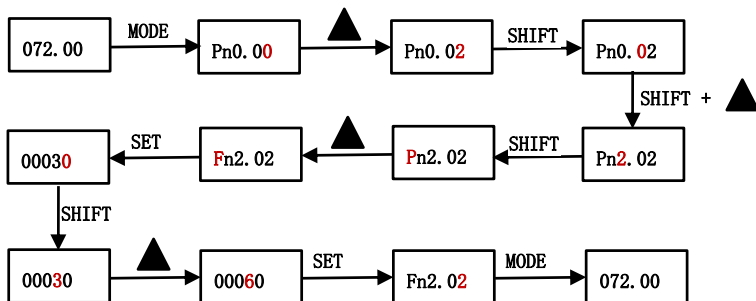 072.00 MODE Pn0.00 Pn0.02 SHIFT Pn0.02
SHIFT +
Pn2.02 SHIFT Pn2.02 Fn2.02 SET 00030
SHIFT
00030 00060 SET Fn2.02 MODE 072.00